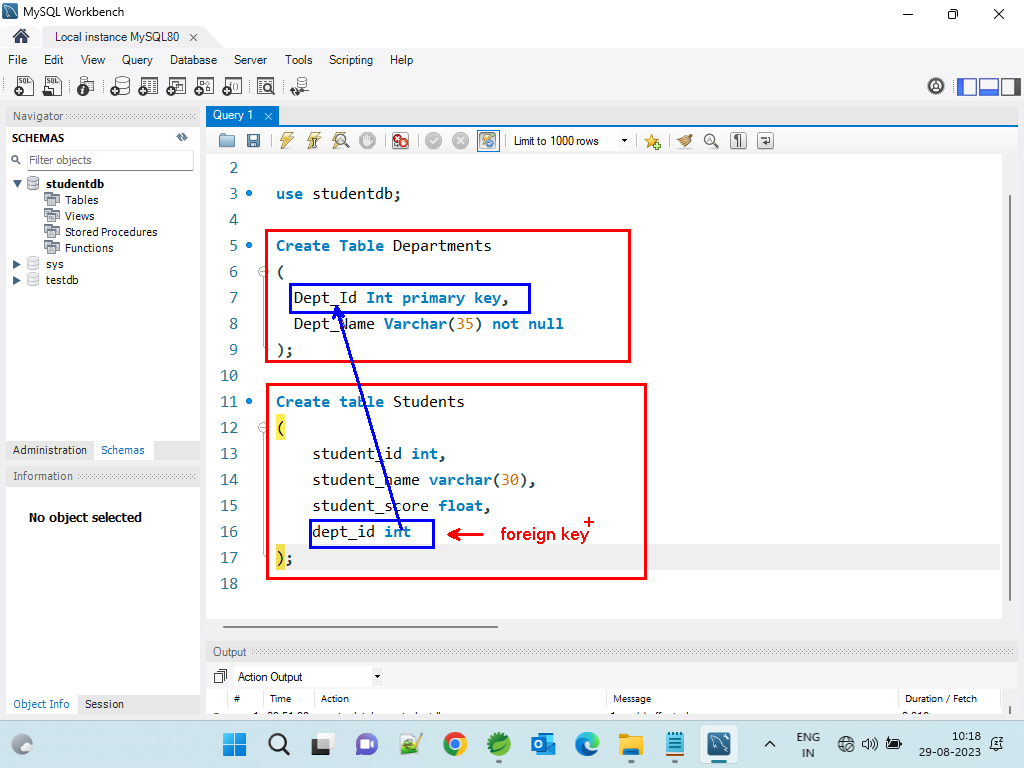 MySQL Workbench
Local instance MySQL80
File Edit View Query Database Server Tools Scripting Help
Navigator
SCHEMAS
Filter objects
studentdb
Tables
Views
Stored Procedures
Functions
sys
testdb
Administration Schemas
Information
No object selected
Object Info Session
Query 1
Limit to 1000 rows
2
3 use studentdb;
4
5 Create Table Departments
6 (
7 Dept_Id Int primary key,
8 Dept_Name Varchar(35) not null
9 );
10
11 Create table Students
12 (
13 student_id int,
14 student_name varchar(30),
15 student_score float,
16 dept_id int
foreign key
17 );
18
Output
Action Output
# Time Action Message Duration / Fetch
ENG
IN
10:18
29-08-2023